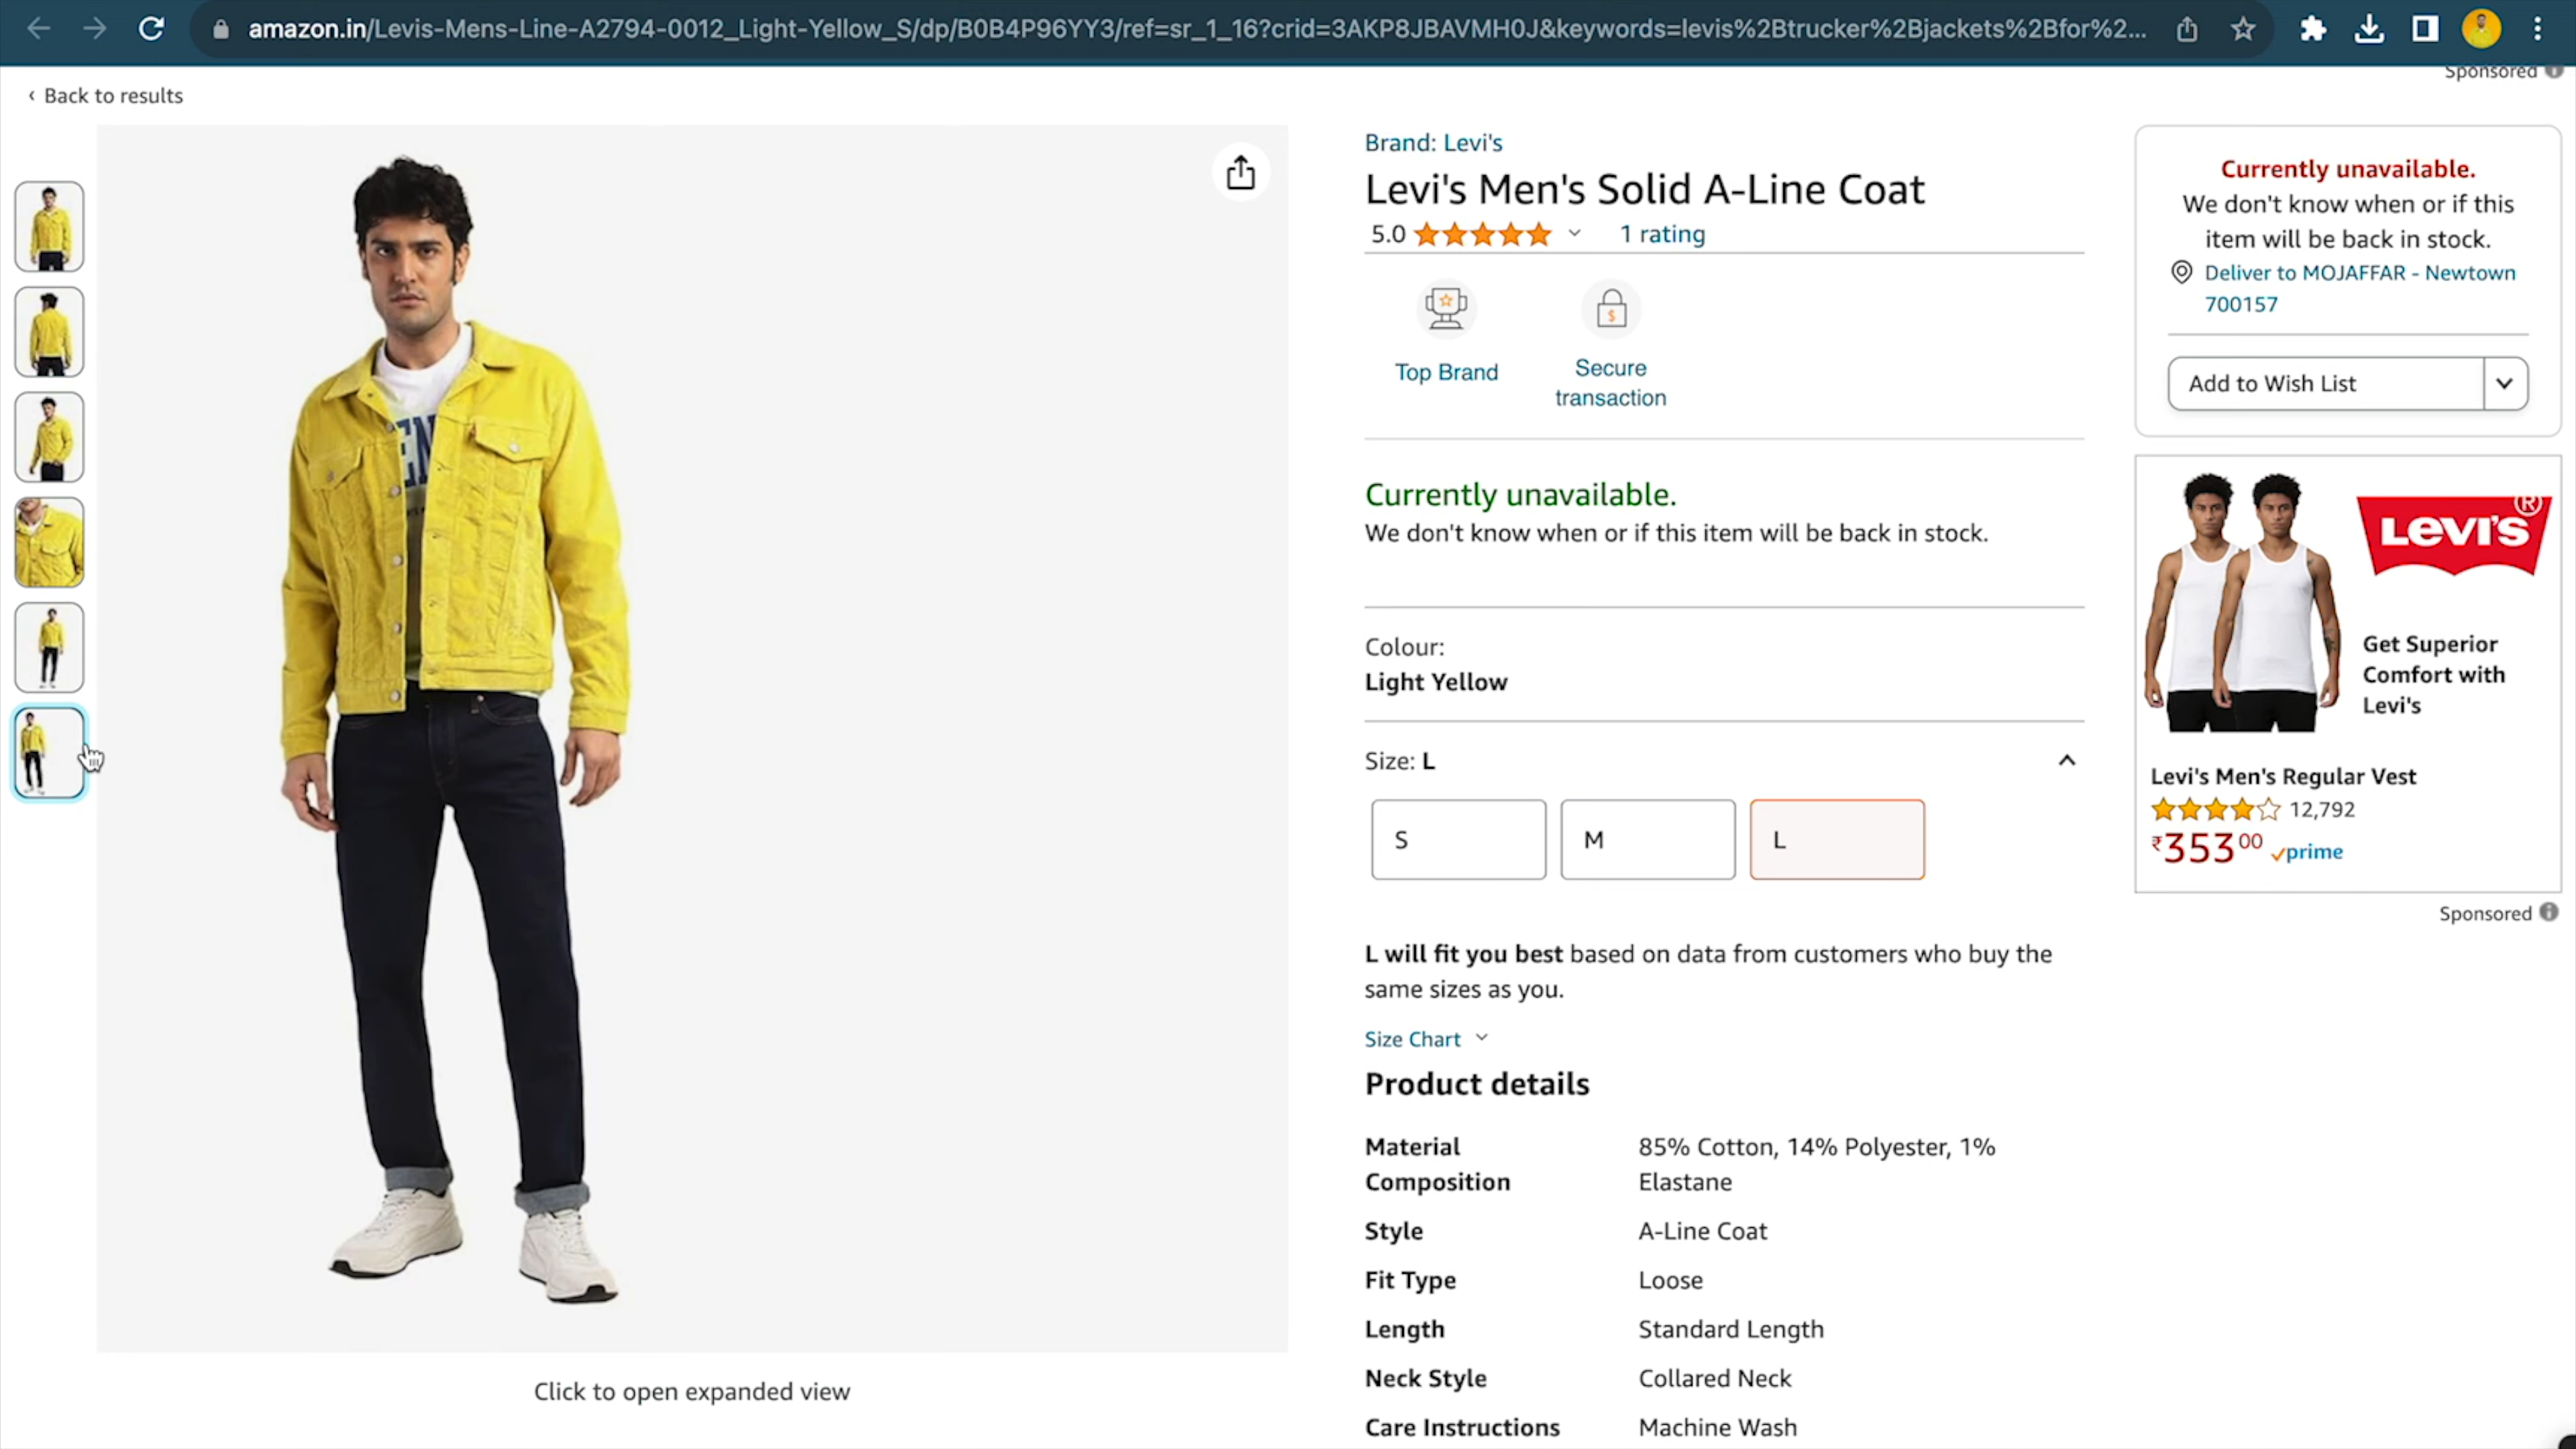 amazon.in/Levis-Mens-Line-A2794-0012_Light-Yellow_S/dp/B0B4P96YY3/ref=sr_1_16?crid=3AKP8JBAVMH0J&keywords=levis%2Btrucker%2Bjackets%2Bfor%2...
Sponsored
‹ Back to results
Brand: Levi's
Levi's Men's Solid A-Line Coat
5.0
1 rating
Top Brand
Secure
transaction
Currently unavailable.
We don't know when or if this item will be back in stock.
Colour:
Light Yellow
Size: L
S
M
L
L will fit you best based on data from customers who buy the
same sizes as you.
Size Chart
Product details
Material
Composition
85% Cotton, 14% Polyester, 1%
Elastane
Style
A-Line Coat
Fit Type
Loose
Length
Standard Length
Neck Style
Collared Neck
Care Instructions
Machine Wash
Click to open expanded view
Currently unavailable.
We don't know when or if this
item will be back in stock.
Deliver to MOJAFFAR - Newtown
700157
Add to Wish List
LEVI'S®
Get Superior
Comfort with
Levi's
Levi's Men's Regular Vest
12,792
₹353 00 prime
Sponsored